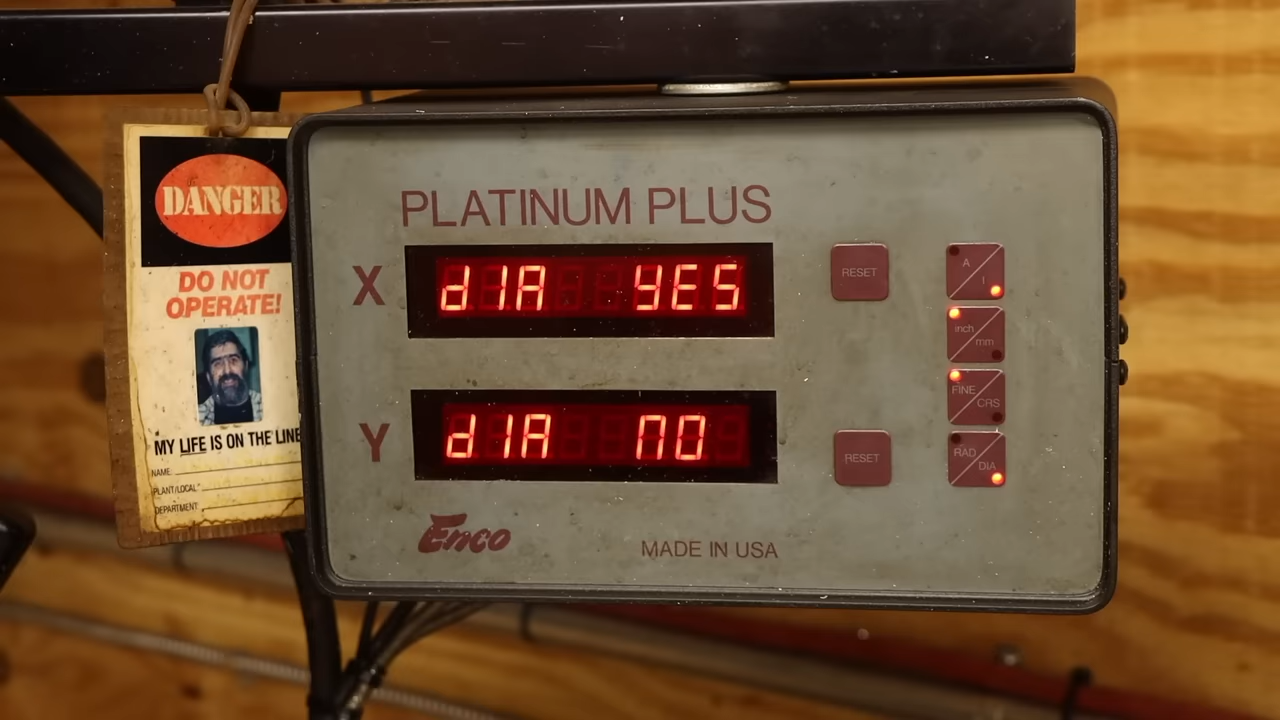 DANGER
DO NOT
OPERATE!
MY LIFE IS ON THE LINE
NAME
PLANT/LOCAL
DEPARTMENT
PLATINUM PLUS
X
dIA YES
RESET
A
I
inch
mm
Y
dIA NO
RESET
FINE
CRS
RAD
DIA
Enco
MADE IN USA